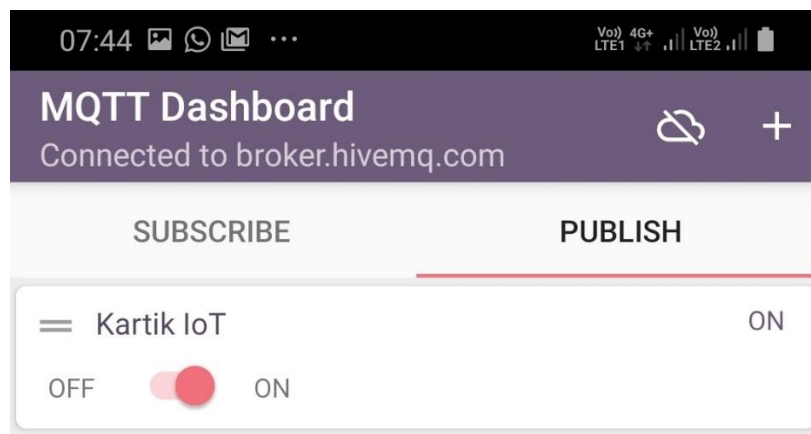 07:44
Vo)) 4G+ Vo))
LTE1 LTE2
MQTT Dashboard
Connected to broker.hivemq.com
SUBSCRIBE PUBLISH
Kartik IoT ON
OFF ON